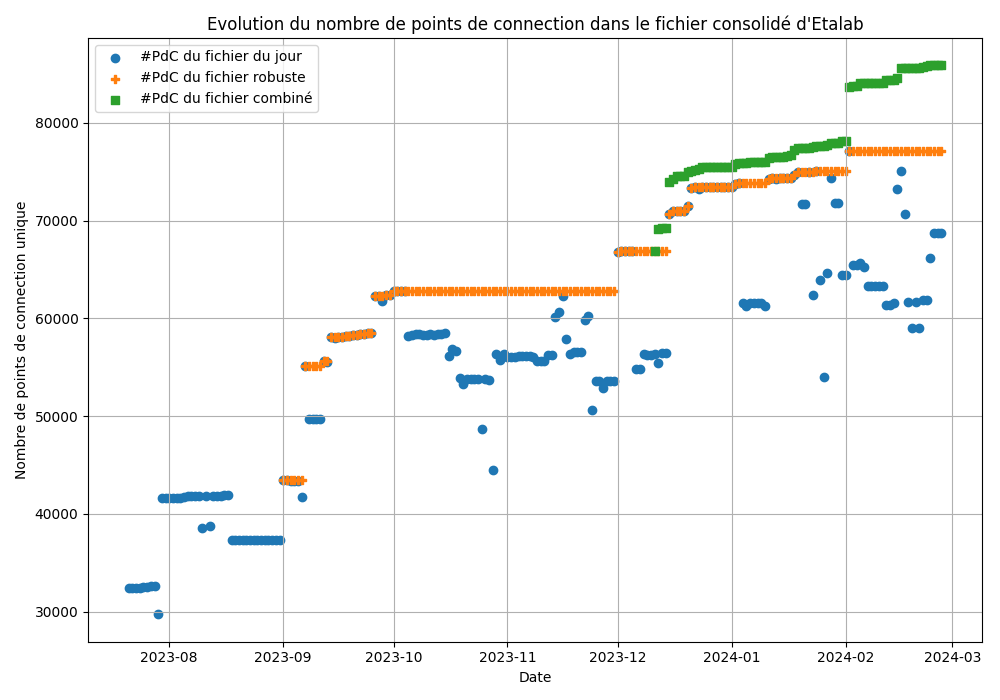 Evolution du nombre de points de connection dans le fichier consolidé d'Etalab
#PdC du fichier du jour
#PdC du fichier robuste
#PdC du fichier combiné
Nombre de points de connection unique
80000
70000
60000
50000
40000
30000
2023-08
2023-09
2023-10
2023-11
2023-12
2024-01
2024-02
2024-03
Date